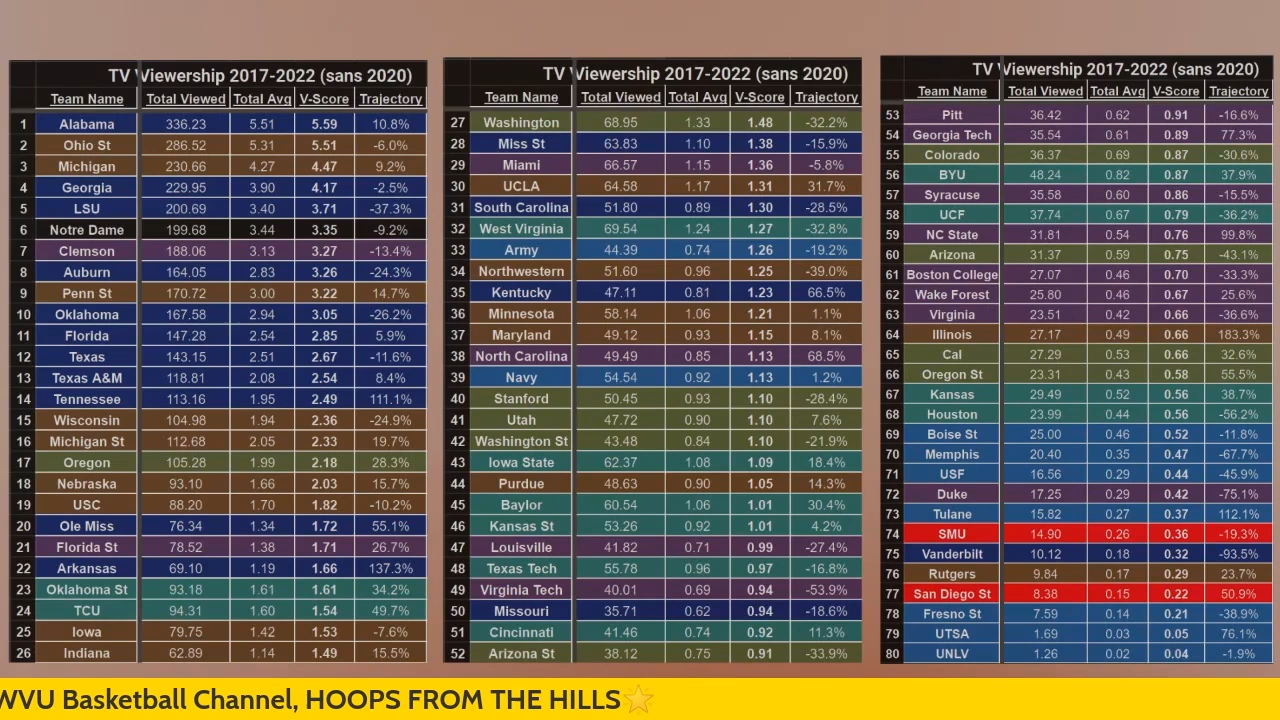 TV Viewership 2017-2022 (sans 2020)
Team Name Total Viewed Total Avg V-Score Trajectory
1 Alabama 336.23 5.51 5.59 10.8%
2 Ohio St 286.52 5.31 5.51 -6.0%
3 Michigan 230.66 4.27 4.47 9.2%
4 Georgia 229.95 3.90 4.17 -2.5%
5 LSU 200.69 3.40 3.71 -37.3%
6 Notre Dame 199.68 3.44 3.35 -9.2%
7 Clemson 188.06 3.13 3.27 -13.4%
8 Auburn 164.05 2.83 3.26 -24.3%
9 Penn St 170.72 3.00 3.22 14.7%
10 Oklahoma 167.58 2.94 3.05 -26.2%
11 Florida 147.28 2.54 2.85 5.9%
12 Texas 143.15 2.51 2.67 -11.6%
13 Texas A&M 118.81 2.08 2.54 8.4%
14 Tennessee 113.16 1.95 2.49 111.1%
15 Wisconsin 104.98 1.94 2.36 -24.9%
16 Michigan St 112.68 2.05 2.33 19.7%
17 Oregon 105.28 1.99 2.18 28.3%
18 Nebraska 93.10 1.66 2.03 15.7%
19 USC 88.20 1.70 1.82 -10.2%
20 Ole Miss 76.34 1.34 1.72 55.1%
21 Florida St 78.52 1.38 1.71 26.7%
22 Arkansas 69.10 1.19 1.66 137.3%
23 Oklahoma St 93.18 1.61 1.61 34.2%
24 TCU 94.31 1.60 1.54 49.7%
25 Iowa 79.75 1.42 1.53 -7.6%
26 Indiana 62.89 1.14 1.49 15.5%
TV Viewership 2017-2022 (sans 2020)
Team Name Total Viewed Total Avg V-Score Trajectory
27 Washington 68.95 1.33 1.48 -32.2%
28 Miss St 63.83 1.10 1.38 -15.9%
29 Miami 66.57 1.15 1.36 -5.8%
30 UCLA 64.58 1.17 1.31 31.7%
31 South Carolina 51.80 0.89 1.30 -28.5%
32 West Virginia 69.54 1.24 1.27 -32.8%
33 Army 44.39 0.74 1.26 -19.2%
34 Northwestern 51.60 0.96 1.25 -39.0%
35 Kentucky 47.11 0.81 1.23 66.5%
36 Minnesota 58.14 1.06 1.21 1.1%
37 Maryland 49.12 0.93 1.15 8.1%
38 North Carolina 49.49 0.85 1.13 68.5%
39 Navy 54.54 0.92 1.13 1.2%
40 Stanford 50.45 0.93 1.10 -28.4%
41 Utah 47.72 0.90 1.10 7.6%
42 Washington St 43.48 0.84 1.10 -21.9%
43 Iowa State 62.37 1.08 1.09 18.4%
44 Purdue 48.63 0.90 1.05 14.3%
45 Baylor 60.54 1.08 1.01 30.4%
46 Kansas St 53.26 0.92 1.01 4.2%
47 Louisville 41.82 0.71 0.99 -27.4%
48 Texas Tech 55.78 0.96 0.97 -16.8%
49 Virginia Tech 40.01 0.69 0.94 -53.9%
50 Missouri 35.71 0.62 0.94 -18.6%
51 Cincinnati 41.46 0.74 0.92 11.3%
52 Arizona St 38.12 0.75 0.91 -33.9%
TV Viewership 2017-2022 (sans 2020)
Team Name Total Viewed Total Avg V-Score Trajectory
53 Pitt 36.42 0.62 0.91 -16.6%
54 Georgia Tech 35.54 0.61 0.89 77.3%
55 Colorado 36.37 0.69 0.87 -30.6%
56 BYU 48.24 0.82 0.87 37.9%
57 Syracuse 35.58 0.60 0.86 -15.5%
58 UCF 37.74 0.67 0.79 -36.2%
59 NC State 31.81 0.54 0.76 99.8%
60 Arizona 31.37 0.59 0.75 -43.1%
61 Boston College 27.07 0.46 0.70 -33.3%
62 Wake Forest 25.80 0.46 0.67 25.6%
63 Virginia 23.51 0.42 0.66 -36.6%
64 Illinois 27.17 0.49 0.66 183.3%
65 Cal 27.29 0.53 0.66 32.6%
66 Oregon St 23.31 0.43 0.58 55.5%
67 Kansas 29.49 0.52 0.56 38.7%
68 Houston 23.99 0.44 0.56 -56.2%
69 Boise St 25.00 0.46 0.52 -11.8%
70 Memphis 20.40 0.35 0.47 -67.7%
71 USF 16.56 0.29 0.44 -45.9%
72 Duke 17.25 0.29 0.42 -75.1%
73 Tulane 15.82 0.27 0.37 112.1%
74 SMU 14.90 0.26 0.36 -19.3%
75 Vanderbilt 10.12 0.18 0.32 -93.5%
76 Rutgers 9.84 0.17 0.29 23.7%
77 San Diego St 8.38 0.15 0.22 50.9%
78 Fresno St 7.59 0.14 0.21 -38.9%
79 UTSA 1.69 0.03 0.05 76.1%
80 UNLV 1.26 0.02 0.04 -1.9%
WVU Basketball Channel, HOOPS FROM THE HILLS🌟